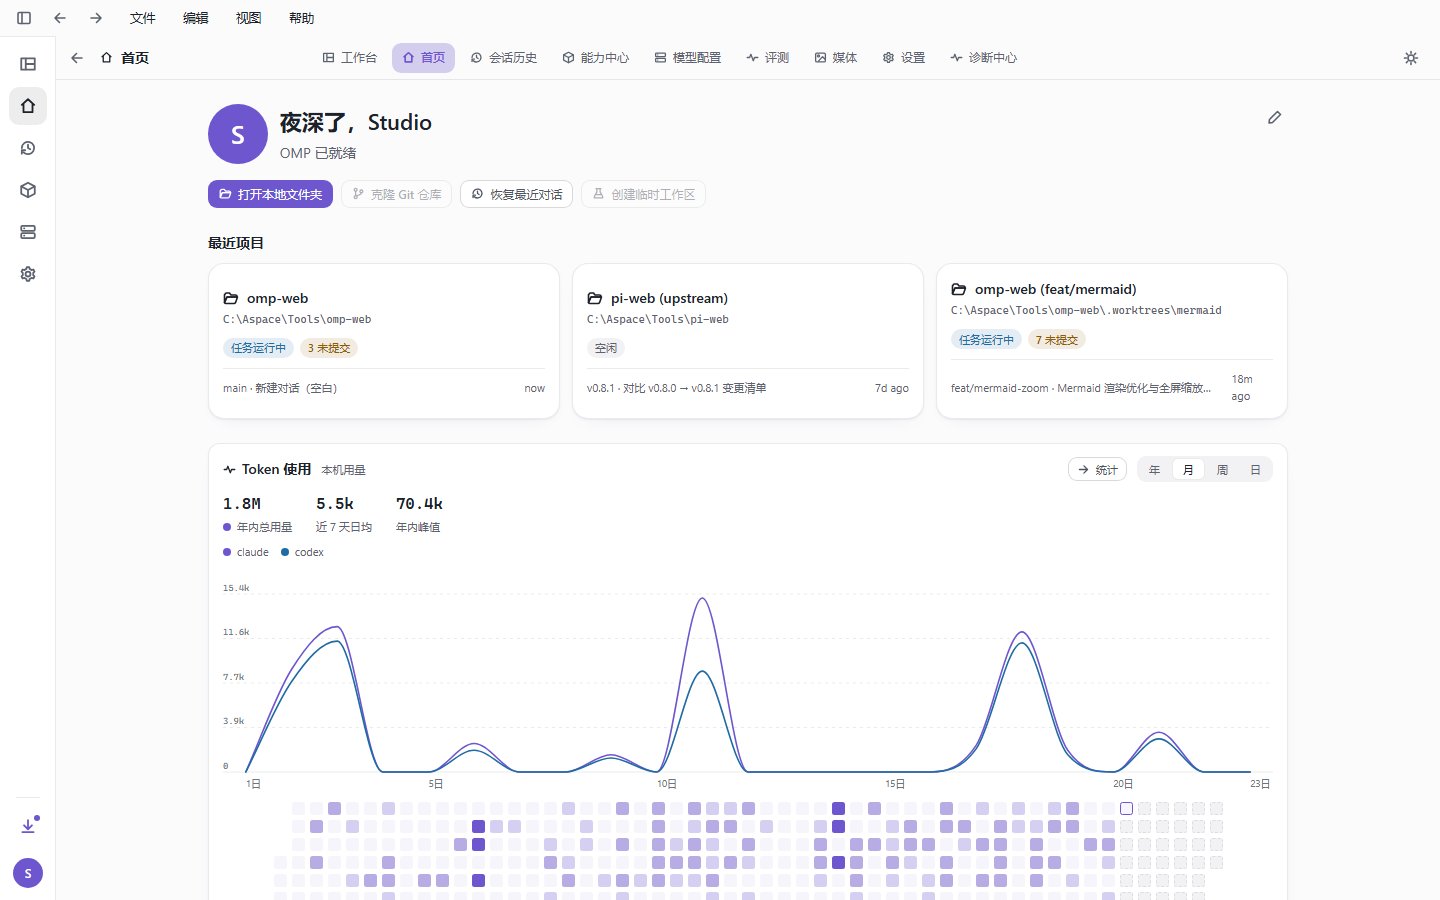 文件 编辑 视图 帮助
首页 工作台 首页 会话历史 能力中心 模型配置 评测 媒体 设置 诊断中心
S
夜深了，Studio
OMP 已就绪
打开本地文件夹 克隆 Git 仓库 恢复最近对话 创建临时工作区
最近项目
omp-web
C:\Aspace\Tools\omp-web
任务运行中 3 未提交
main · 新建对话（空白） now
pi-web (upstream)
C:\Aspace\Tools\pi-web
空闲
v0.8.1 · 对比 v0.8.0 → v0.8.1 变更清单 7d ago
omp-web (feat/mermaid)
C:\Aspace\Tools\omp-web\.worktrees\mermaid
任务运行中 7 未提交
feat/mermaid-zoom · Mermaid 渲染优化与全屏缩放... 18m ago
Token 使用 本机用量 统计 年 月 周 日
1.8M 5.5k 70.4k
年内总用量 近 7 天日均 年内峰值
claude codex
15.4k
11.6k
7.7k
3.9k
0
1日 5日 10日 15日 20日 23日
S